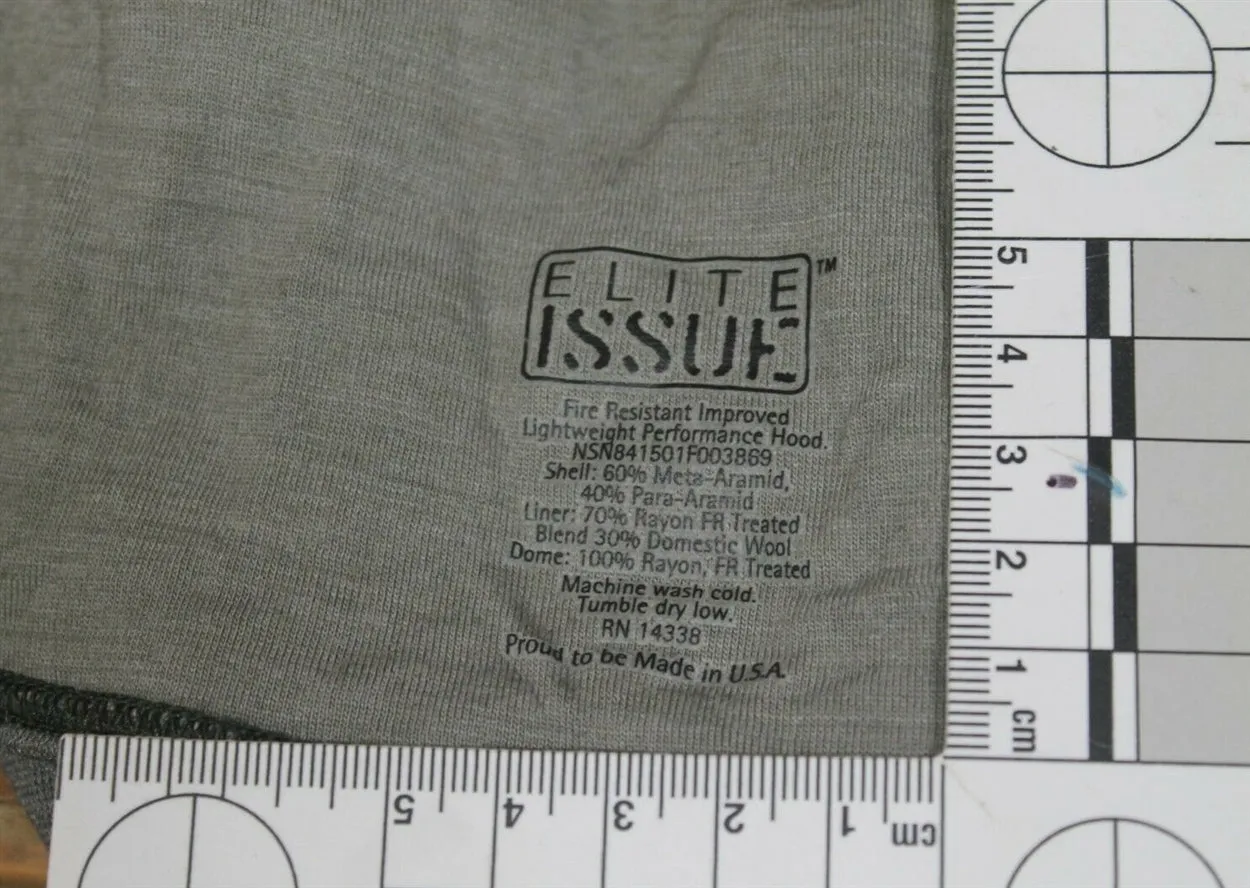 ELITE ™
ISSUE
Fire Resistant Improved
Lightweight Performance Hood.
NSN841501F003869
Shell: 60% Meta-Aramid,
40% Para-Aramid
Liner: 70% Rayon FR Treated
Blend 30% Domestic Wool
Dome: 100% Rayon, FR Treated
Machine wash cold.
Tumble dry low.
RN 14338
Proud to be Made in U.S.A.
5
4
3
2
1
cm
5
4
3
2
1
cm